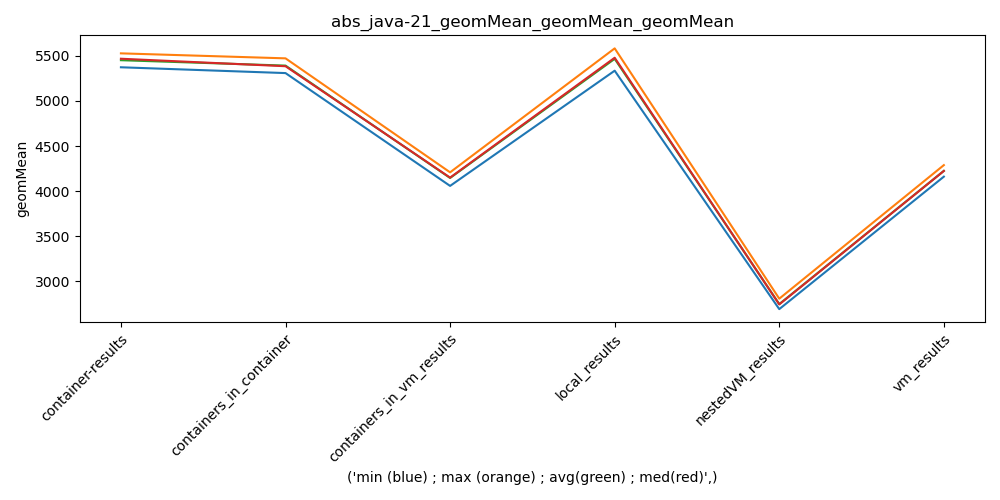 abs_java-21_geomMean_geomMean_geomMean
geomMean
5500
5000
4500
4000
3500
3000
container-results
containers_in_container
containers_in_vm_results
local_results
nestedVM_results
vm_results
('min (blue) ; max (orange) ; avg(green) ; med(red)',)